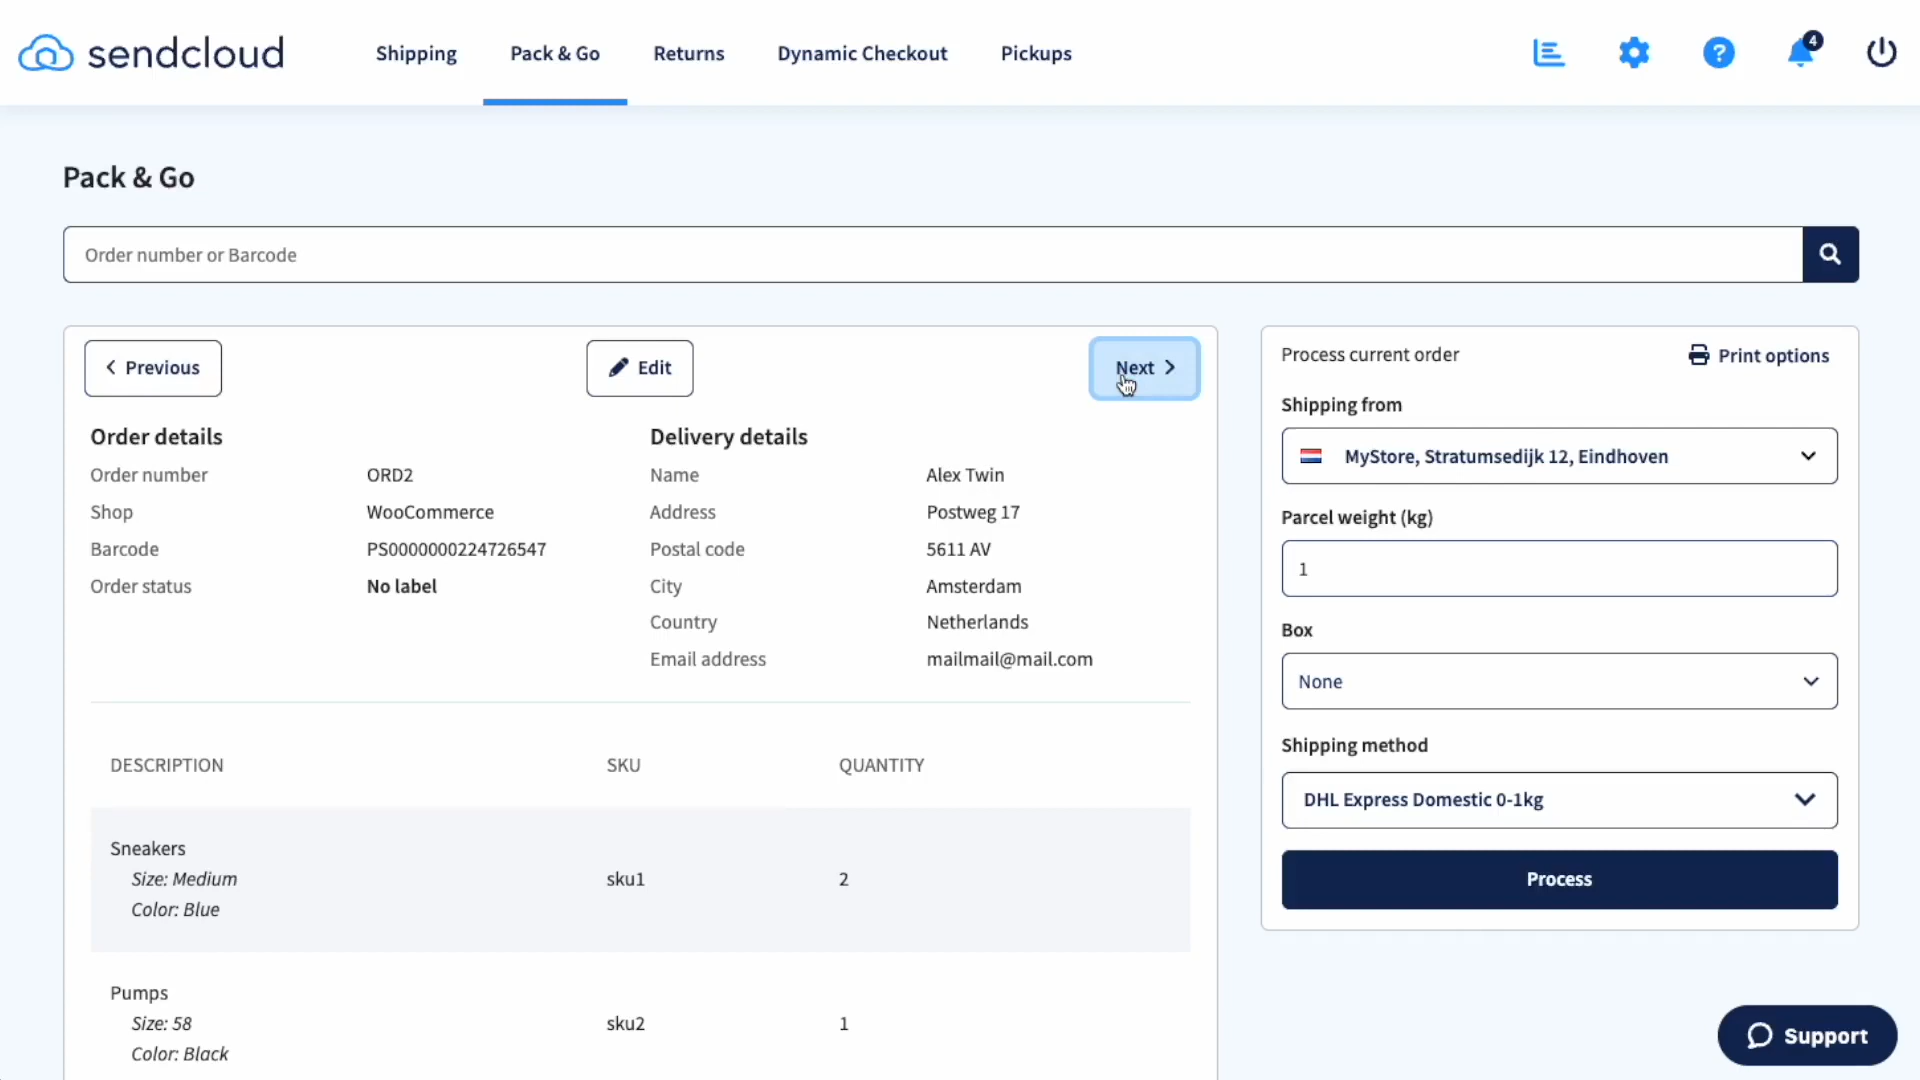 sendcloud
Shipping
Pack & Go
Returns
Dynamic Checkout
Pickups
?
4
Pack & Go
Order number or Barcode
Previous
Edit
Next
Order details
Order number ORD2
Shop WooCommerce
Barcode PS0000000224726547
Order status No label
Delivery details
Name Alex Twin
Address Postweg 17
Postal code 5611 AV
City Amsterdam
Country Netherlands
Email address mailmail@mail.com
DESCRIPTION SKU QUANTITY
Sneakers
Size: Medium sku1 2
Color: Blue
Pumps
Size: 58 sku2 1
Color: Black
Process current order
Print options
Shipping from
MyStore, Stratumsedijk 12, Eindhoven
Parcel weight (kg)
1
Box
None
Shipping method
DHL Express Domestic 0-1kg
Process
Support